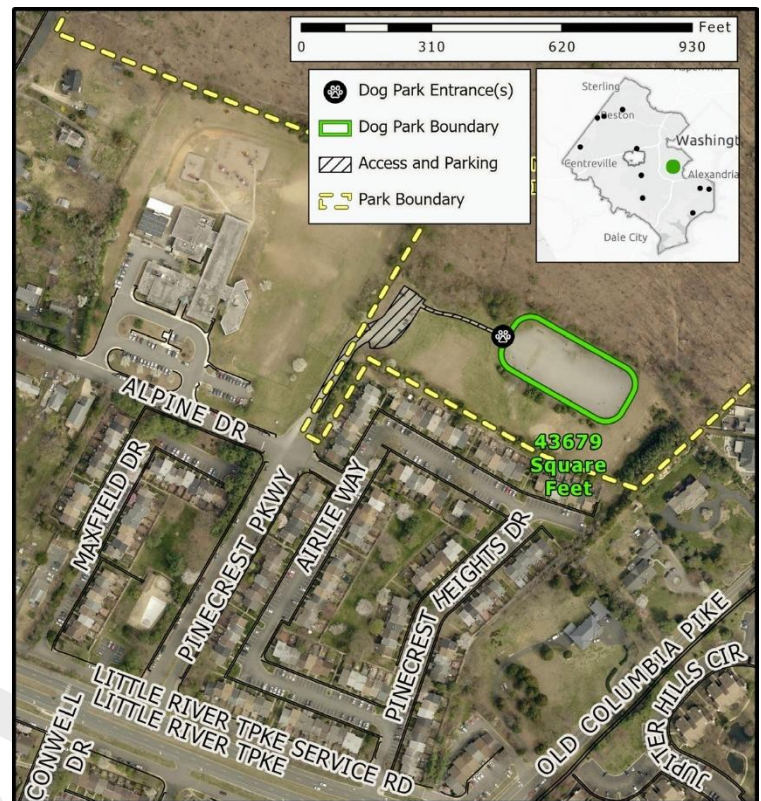 Feet
0 310 620 930
Dog Park Entrance(s)
Dog Park Boundary
Access and Parking
Park Boundary
Sterling
Reston
Washingt
Centreville
Alexandria
Dale City
ALPINE DR
MAXFIELD DR
PINECREST PKWY
AIRLIE WAY
43679
Square
Feet
PINECREST HEIGHTS DR
OLD COLUMBIA PIKE
JUPITER HILLS CIR
LITTLE RIVER TPKE SERVICE RD
LITTLE RIVER TPKE
CONWELL
DR